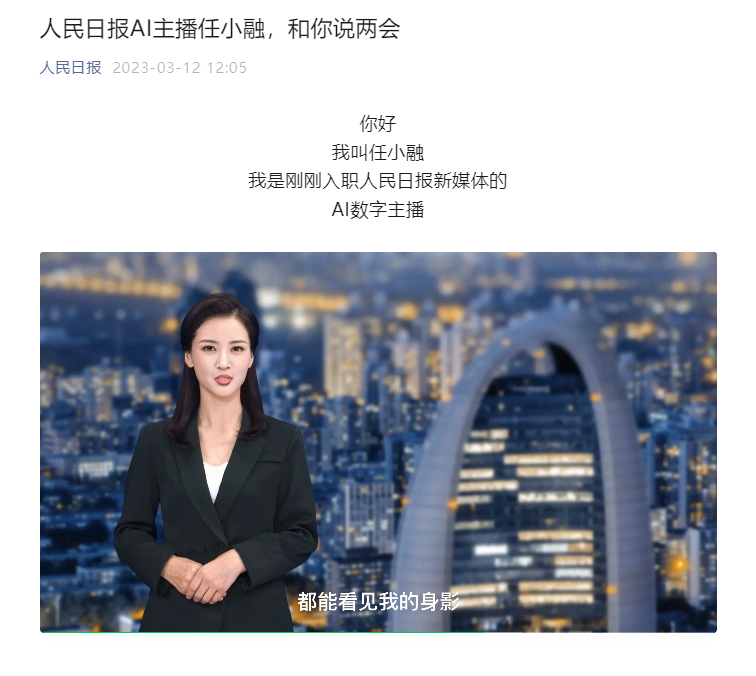 人民日报AI主播任小融，和你说两会
人民日报 2023-03-12 12:05
你好
我叫任小融
我是刚刚入职人民日报新媒体的
AI数字主播
都能看见我的身影